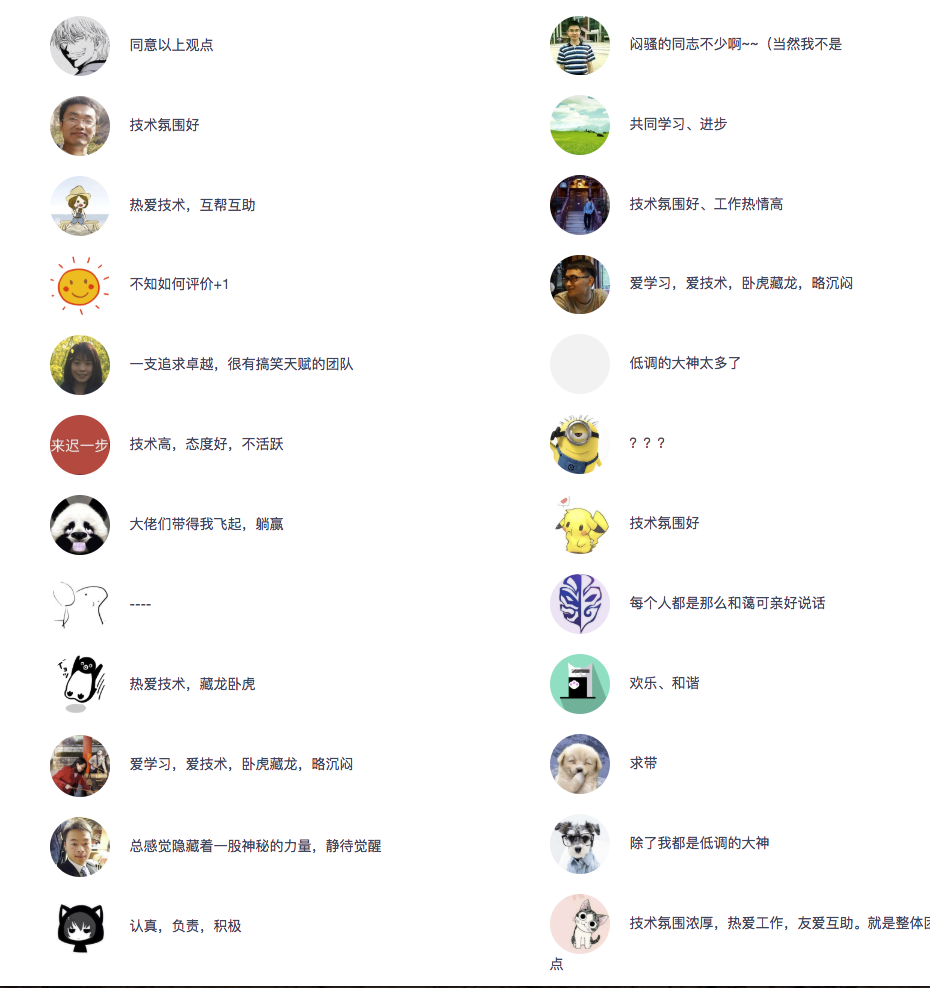 同意以上观点
闷骚的同志不少啊~~（当然我不是
技术氛围好
共同学习、进步
热爱技术，互帮互助
技术氛围好、工作热情高
不知如何评价+1
爱学习，爱技术，卧虎藏龙，略沉闷
一支追求卓越，很有搞笑天赋的团队
低调的大神太多了
来迟一步
技术高，态度好，不活跃
？？？
大佬们带得我飞起，躺赢
技术氛围好
----
每个人都是那么和蔼可亲好说话
热爱技术，藏龙卧虎
欢乐、和谐
爱学习，爱技术，卧虎藏龙，略沉闷
求带
总感觉隐藏着一股神秘的力量，静待觉醒
除了我都是低调的大神
认真，负责，积极
技术氛围浓厚，热爱工作，友爱互助。就是整体团
点